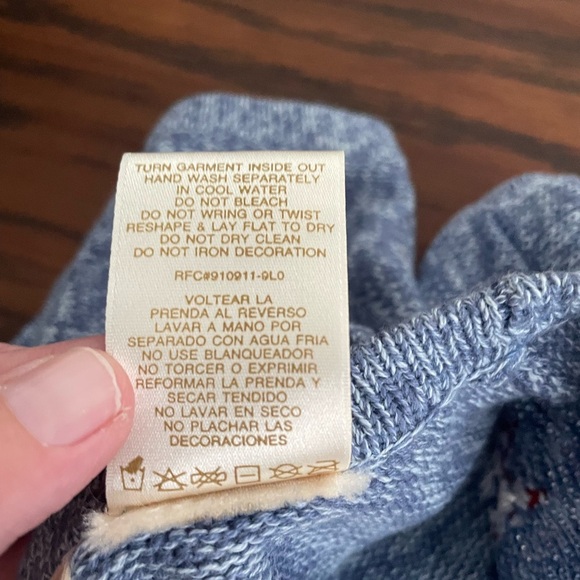 TURN GARMENT INSIDE OUT
HAND WASH SEPARATELY
IN COOL WATER
DO NOT BLEACH
DO NOT WRING OR TWIST
RESHAPE & LAY FLAT TO DRY
DO NOT DRY CLEAN
DO NOT IRON DECORATION
RFC#910911-9L0
VOLTEAR LA
PRENDA AL REVERSO
LAVAR A MANO POR
SEPARADO CON AGUA FRIA
NO USE BLANQUEADOR
NO TORCER O EXPRIMIR
REFORMAR LA PRENDA Y
SECAR TENDIDO
NO LAVAR EN SECO
NO PLACHAR LAS
DECORACIONES